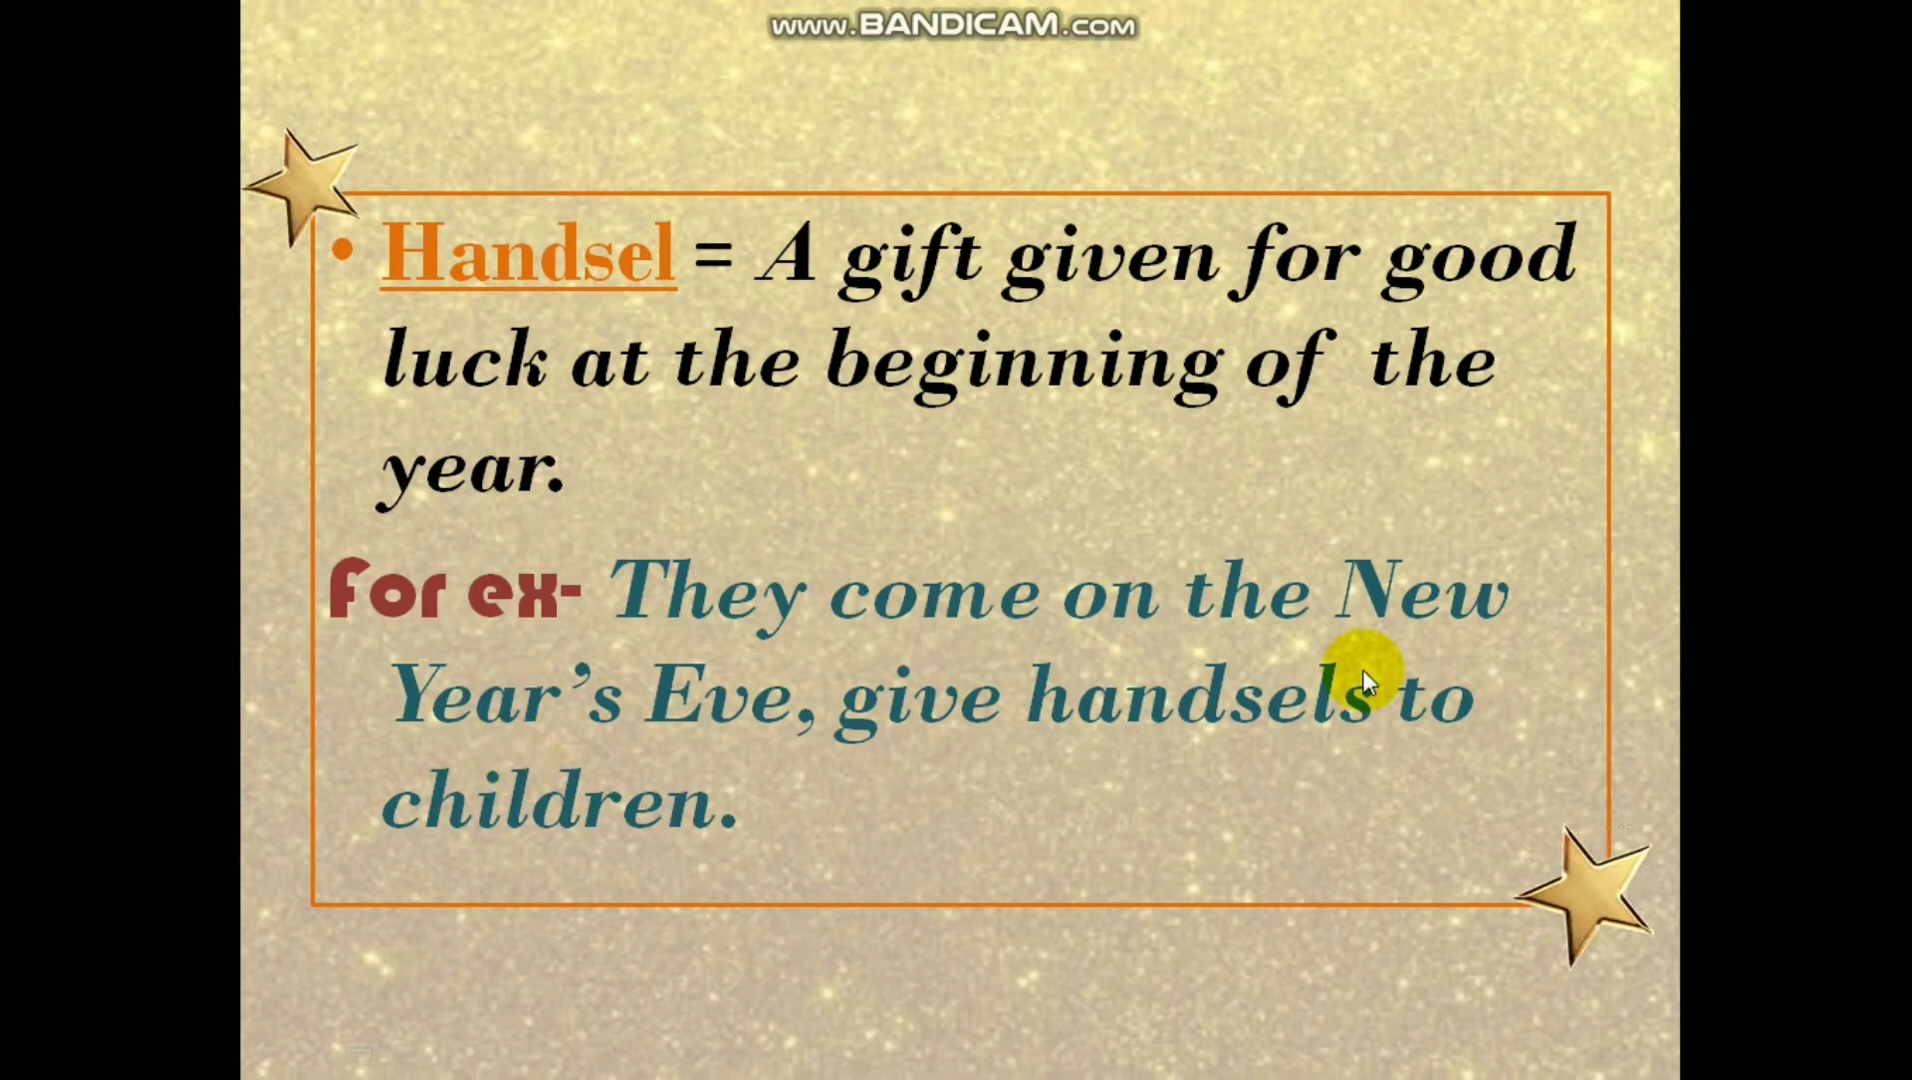 www.BANDICAM.com
• Handsel = A gift given for good
luck at the beginning of the
year.
For ex- They come on the New
Year’s Eve, give handsels to
children.